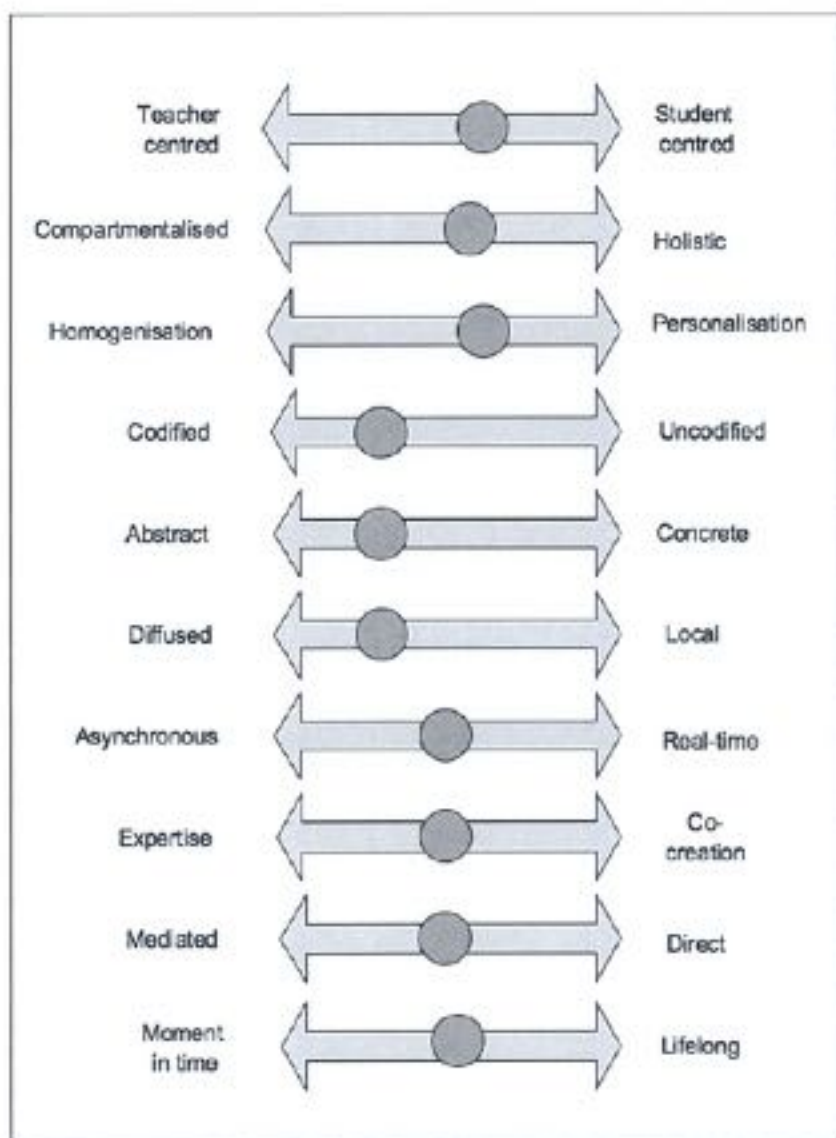 Teacher
centred
Student
centred
Compartmentalised
Holistic
Homogenisation
Personalisation
Codified
Uncodified
Abstract
Concrete
Diffused
Local
Asynchronous
Real-time
Expertise
Co-
creation
Mediated
Direct
Moment
in time
Lifelong